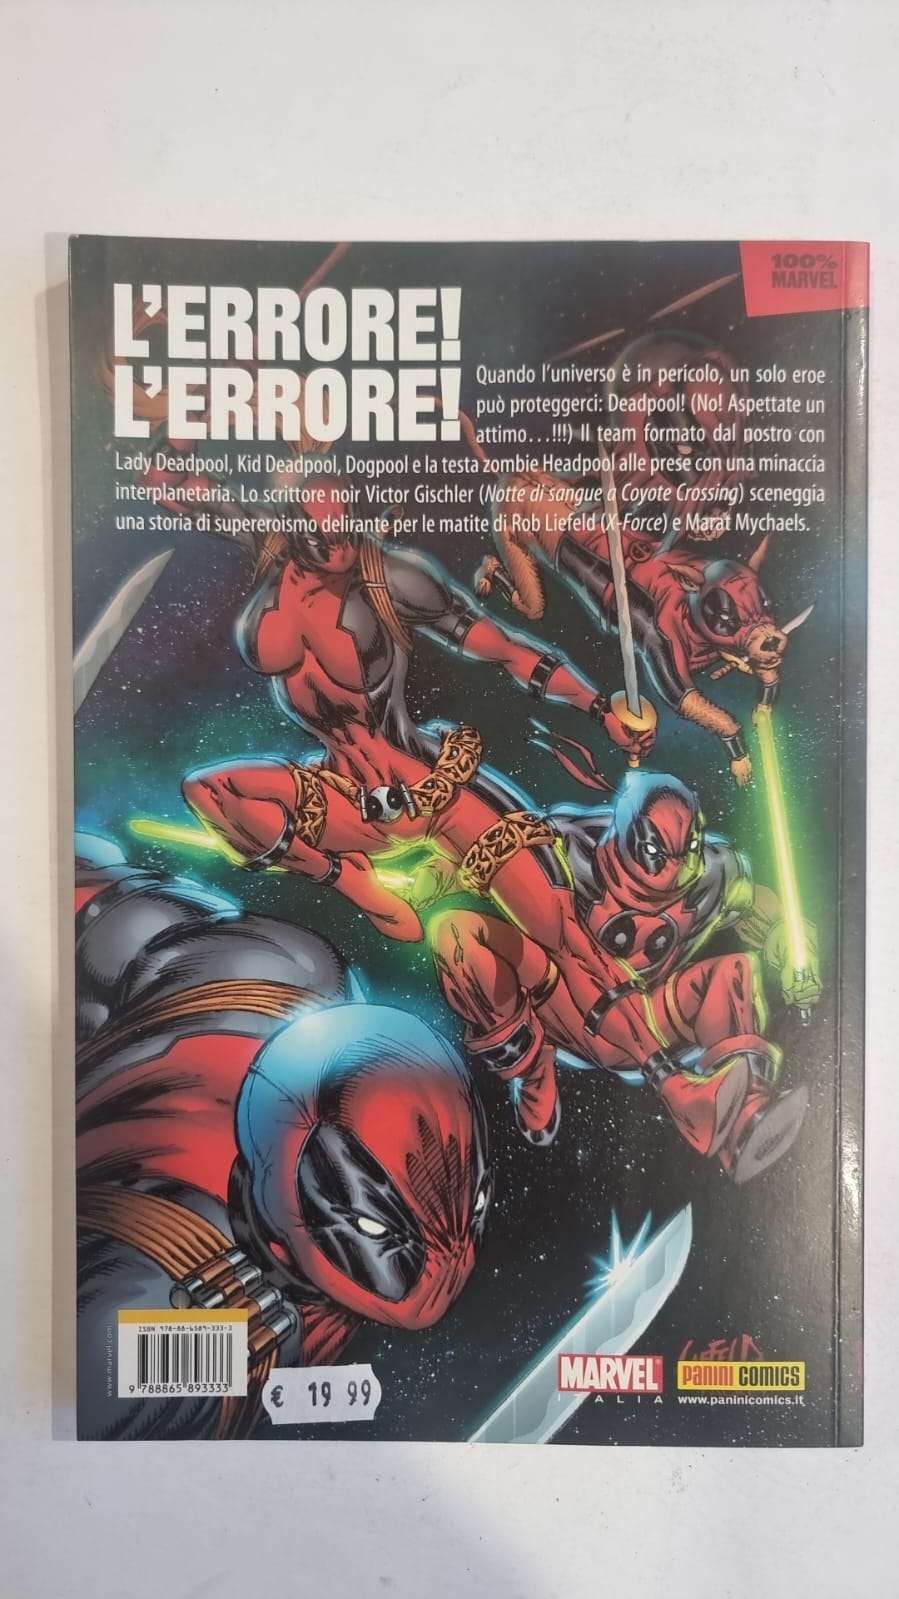 100%
MARVEL
L'ERRORE!
L'ERRORE!
Quando l'universo è in pericolo, un solo eroe
può proteggerci: Deadpool! (No! Aspettate un
attimo...!!!) Il team formato dal nostro con
Lady Deadpool, Kid Deadpool, Dogpool e la testa zombie Headpool alle prese con una minaccia
interplanetaria. Lo scrittore noir Victor Gischler (Notte di sangue a Coyote Crossing) sceneggia
una storia di supereroismo delirante per le matite di Rob Liefeld (X-Force) e Marat Mychaels.
www.marvel.com
ISBN 978-88-6589-333-3
9 788865 893333
€ 19 99
LIEFELD
MARVEL
ITALIA
PANINI COMICS
www.paninicomics.it